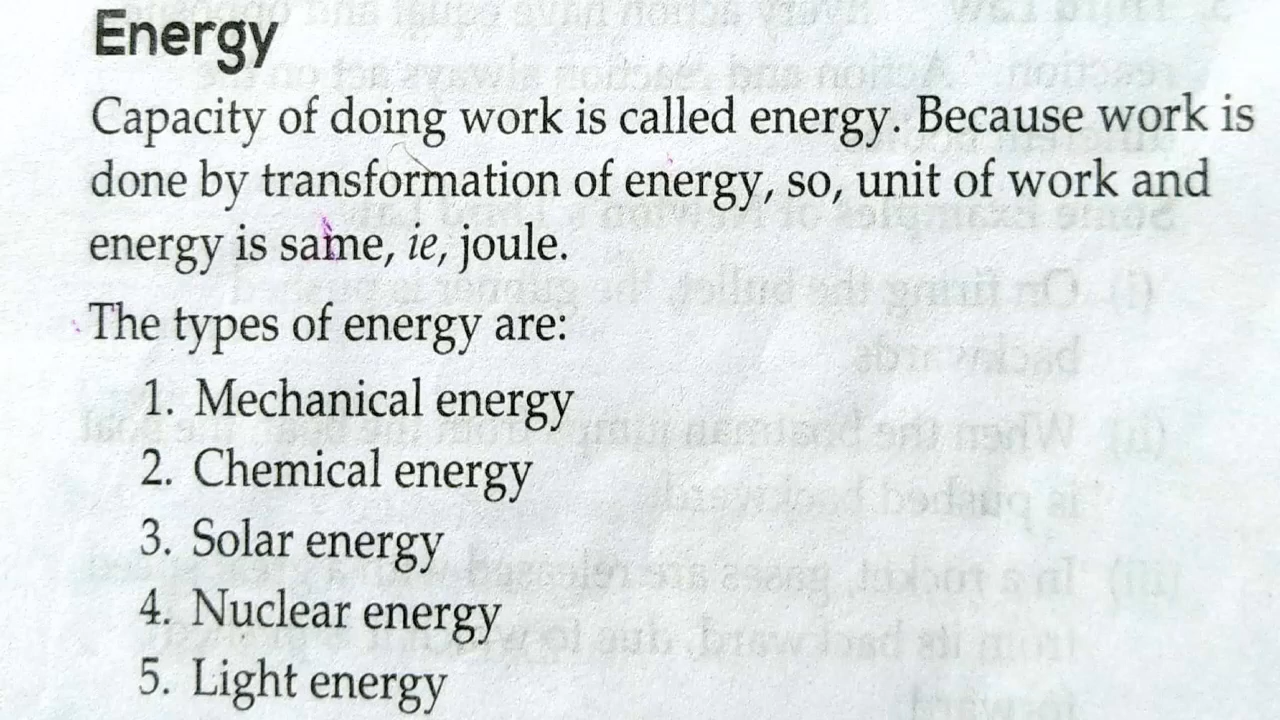 Energy
Capacity of doing work is called energy. Because work is
done by transformation of energy, so, unit of work and
energy is same, ie, joule.
The types of energy are:
1. Mechanical energy
2. Chemical energy
3. Solar energy
4. Nuclear energy
5. Light energy